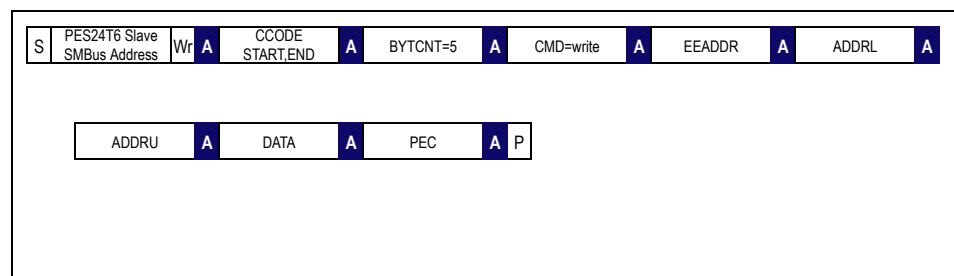 S PES24T6 Slave SMBus Address Wr A CCODE START,END A BYTCNT=5 A CMD=write A EEADDR A ADDRL A
ADDRU A DATA A PEC A P